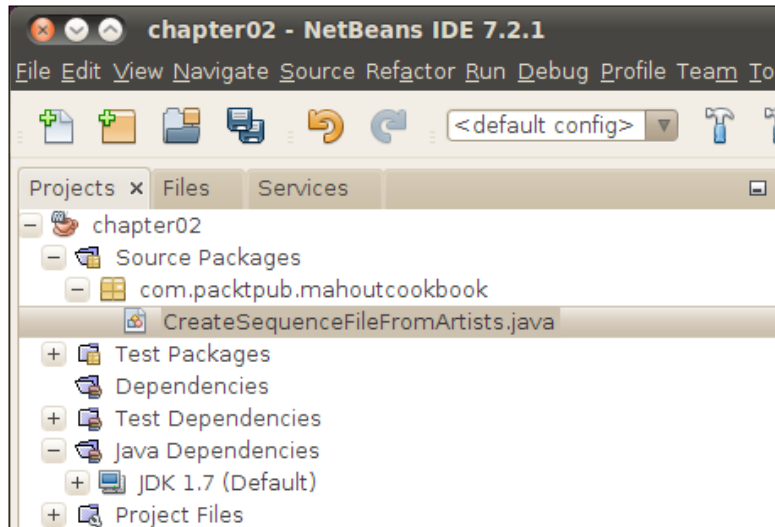 chapter02 - NetBeans IDE 7.2.1
File Edit View Navigate Source Refactor Run Debug Profile Team To
<default config>
Projects Files Services
chapter02
Source Packages
com.packtpub.mahoutcookbook
CreateSequenceFileFromArtists.java
Test Packages
Dependencies
Test Dependencies
Java Dependencies
JDK 1.7 (Default)
Project Files